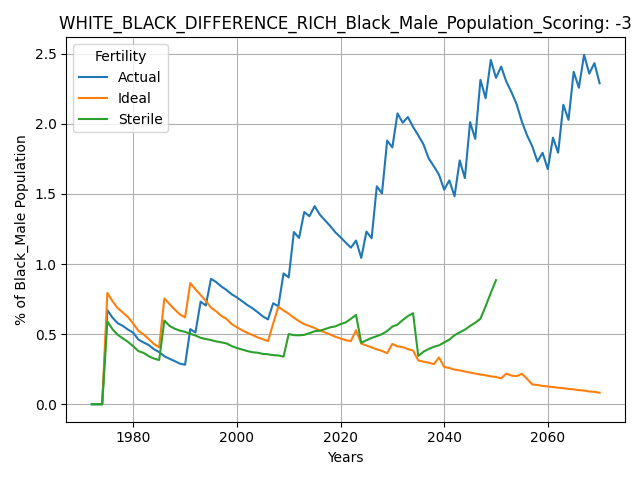 WHITE_BLACK_DIFFERENCE_RICH_Black_Male_Population_Scoring: -3
Fertility
Actual
Ideal
Sterile
% of Black_Male Population
2.5
2.0
1.5
1.0
0.5
0.0
1980 2000 2020 2040 2060
Years